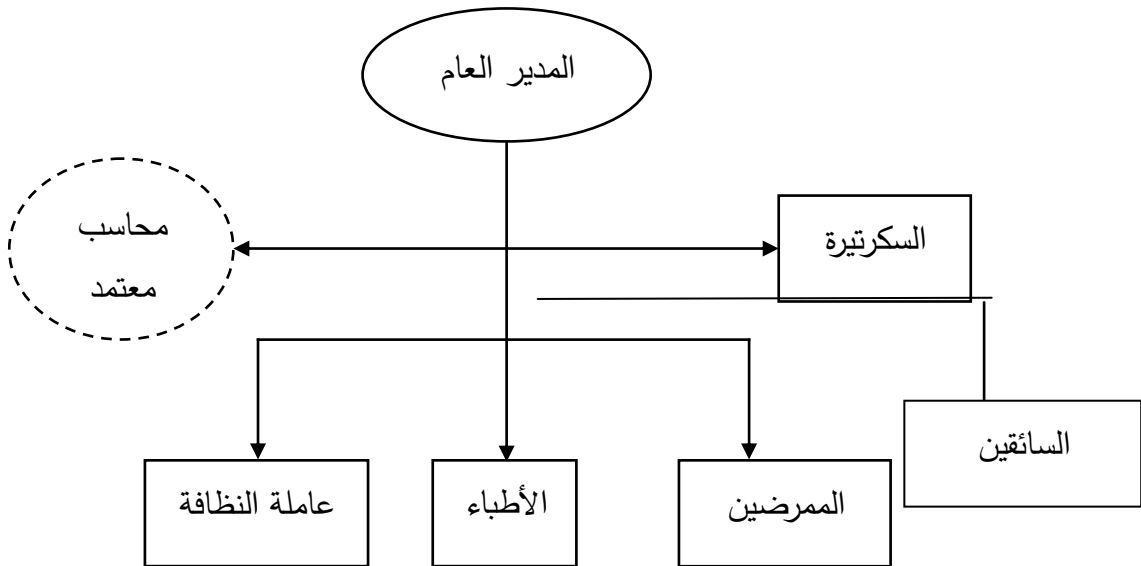 المدير العام
السكرتيرة
محاسب
معتمد
السائقين
الممرضين
الأطباء
عاملة النظافة